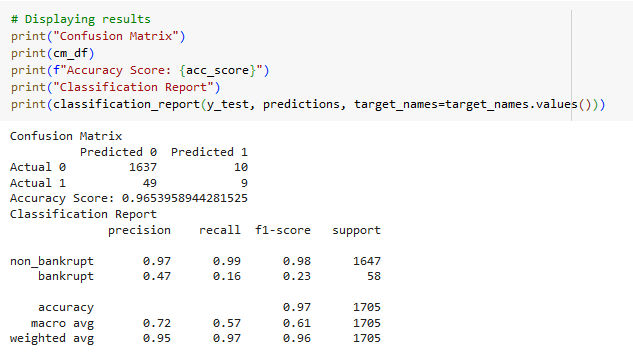 # Displaying results
print("Confusion Matrix")
print(cm_df)
print(f"Accuracy Score: {acc_score}")
print("Classification Report")
print(classification_report(y_test, predictions, target_names=target_names.values()))
Confusion Matrix
Predicted 0 Predicted 1
Actual 0 1637 10
Actual 1 49 9
Accuracy Score: 0.9653958944281525
Classification Report
precision recall f1-score support
non_bankrupt 0.97 0.99 0.98 1647
bankrupt 0.47 0.16 0.23 58
accuracy 0.97 1705
macro avg 0.72 0.57 0.61 1705
weighted avg 0.95 0.97 0.96 1705